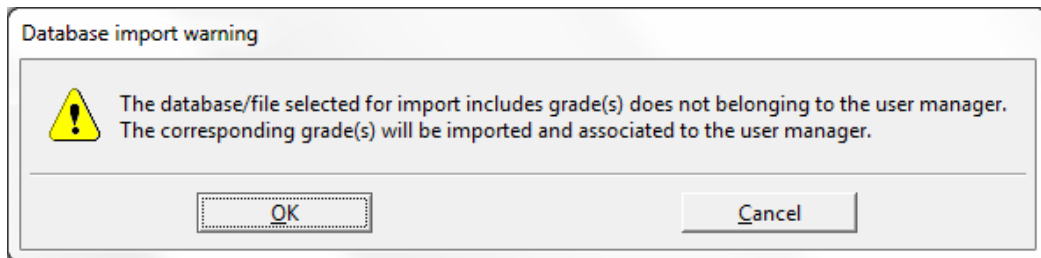 Database import warning
The database/file selected for import includes grade(s) does not belonging to the user manager.
The corresponding grade(s) will be imported and associated to the user manager.
OK
Cancel